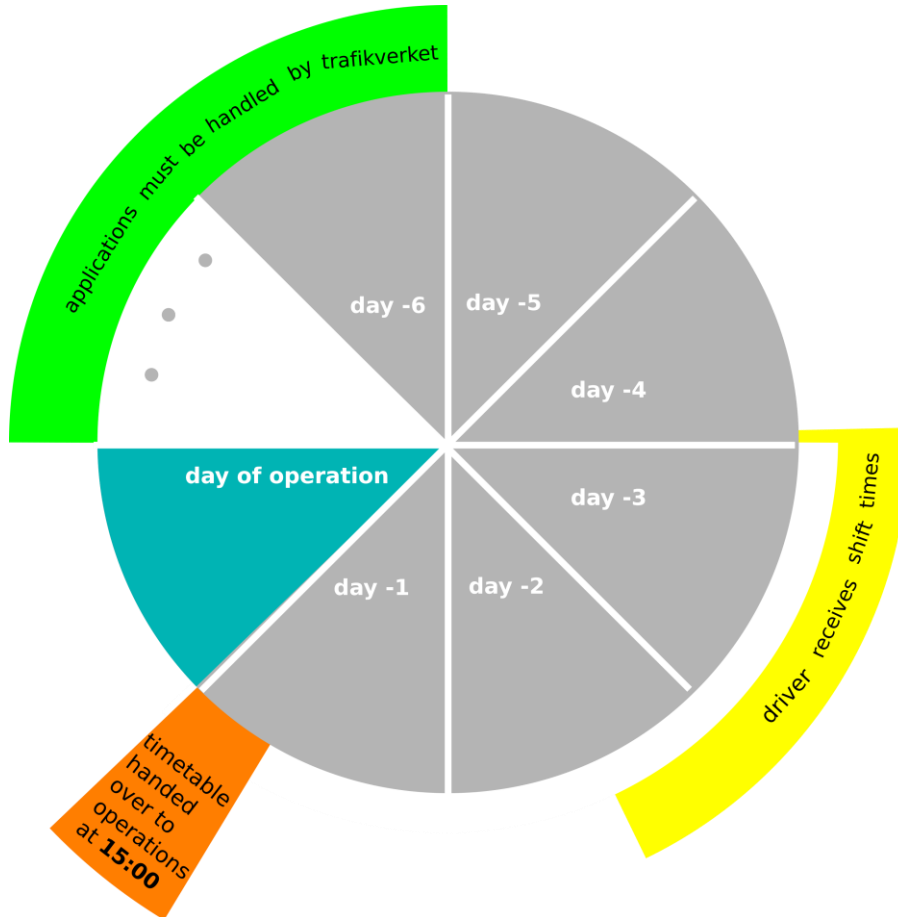 applications must be handled by trafikverket
day -6
day -5
day -4
day of operation
day -3
driver receives shift times
day -1
day -2
timetable
handed
over to
operations
at 15:00